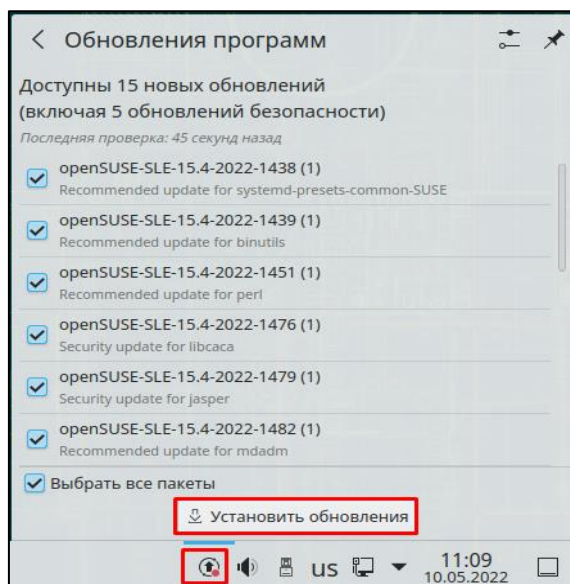 Обновления программ
Доступны 15 новых обновлений
(включая 5 обновлений безопасности)
Последняя проверка: 45 секунд назад
openSUSE-SLE-15.4-2022-1438 (1)
Recommended update for systemd-presets-common-SUSE
openSUSE-SLE-15.4-2022-1439 (1)
Recommended update for binutils
openSUSE-SLE-15.4-2022-1451 (1)
Recommended update for perl
openSUSE-SLE-15.4-2022-1476 (1)
Security update for libcaca
openSUSE-SLE-15.4-2022-1479 (1)
Security update for jasper
openSUSE-SLE-15.4-2022-1482 (1)
Recommended update for mdadm
Выбрать все пакеты
Установить обновления
us
11:09
10.05.2022